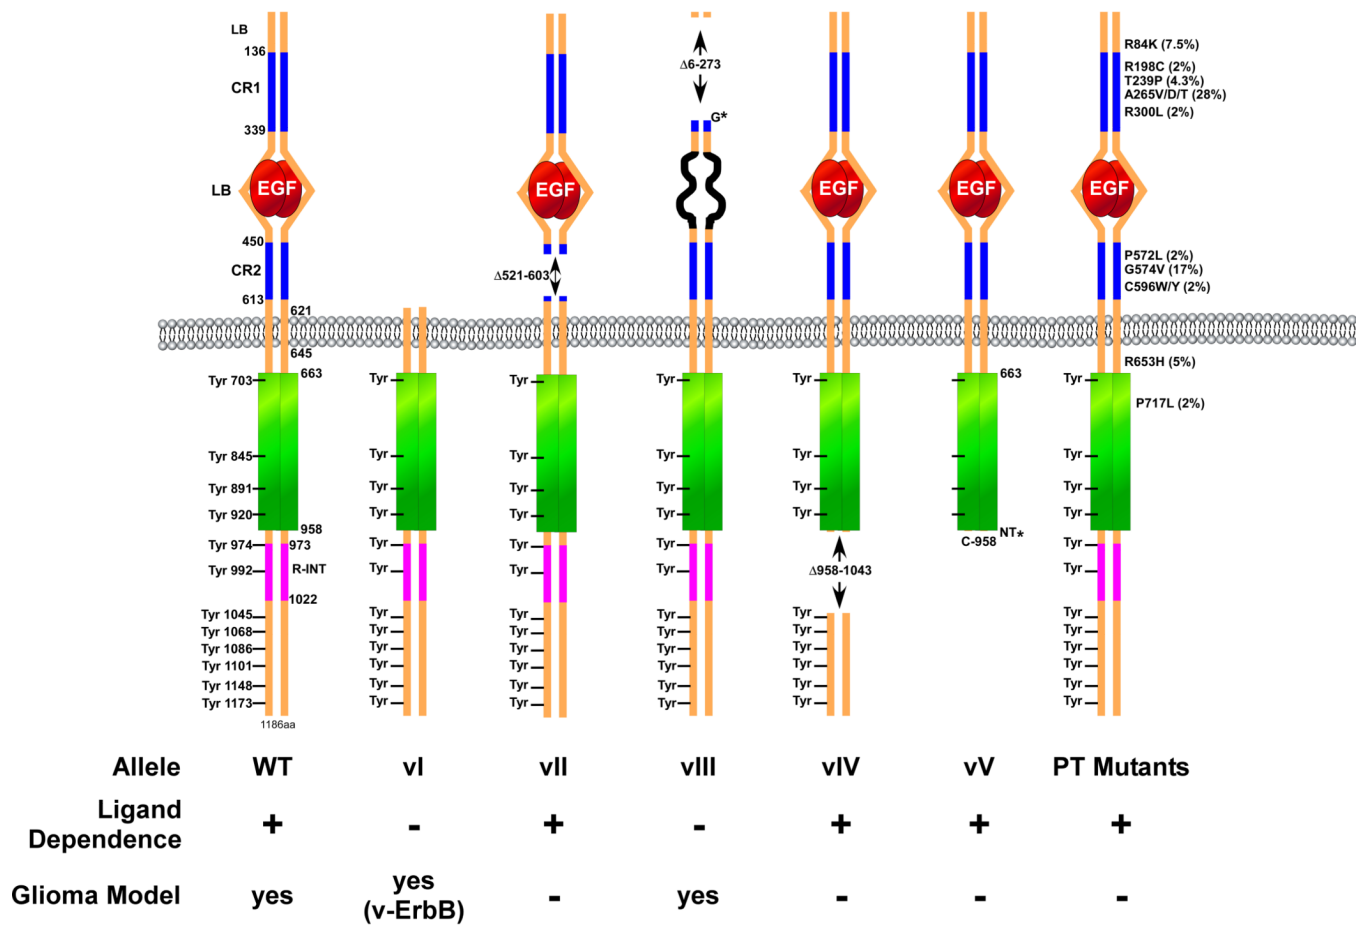 LB
136
CR1
339
LB
EGF
450
CR2
613
621
645
663
Tyr 703
Tyr 845
Tyr 891
Tyr 920
958
Tyr 974
973
Tyr 992
R-INT
1022
Tyr 1045
Tyr 1068
Tyr 1086
Tyr 1101
Tyr 1148
Tyr 1173
1186aa
Tyr
Tyr
Tyr
Tyr
Tyr
Tyr
Tyr
Tyr
Tyr
Tyr
Tyr
Tyr
EGF
Δ521-603
Tyr
Tyr
Tyr
Tyr
Tyr
Tyr
Tyr
Tyr
Tyr
Tyr
Tyr
Tyr
Δ6-273
G*
Tyr
Tyr
Tyr
Tyr
Tyr
Tyr
Tyr
Tyr
Tyr
Tyr
Tyr
Tyr
EGF
Tyr
Tyr
Tyr
Tyr
Δ958-1043
Tyr
Tyr
Tyr
Tyr
Tyr
Tyr
EGF
663
C-958
NT*
R84K (7.5%)
R198C (2%)
T239P (4.3%)
A265V/D/T (28%)
R300L (2%)
EGF
P572L (2%)
G574V (17%)
C596W/Y (2%)
R653H (5%)
P717L (2%)
Tyr
Tyr
Tyr
Tyr
Tyr
Tyr
Tyr
Tyr
Tyr
Tyr
Tyr
Tyr
Allele WT vI vII vIII vIV vV PT Mutants
Ligand
Dependence + - + - + + +
Glioma Model yes yes - yes - - -
(v-ErbB)